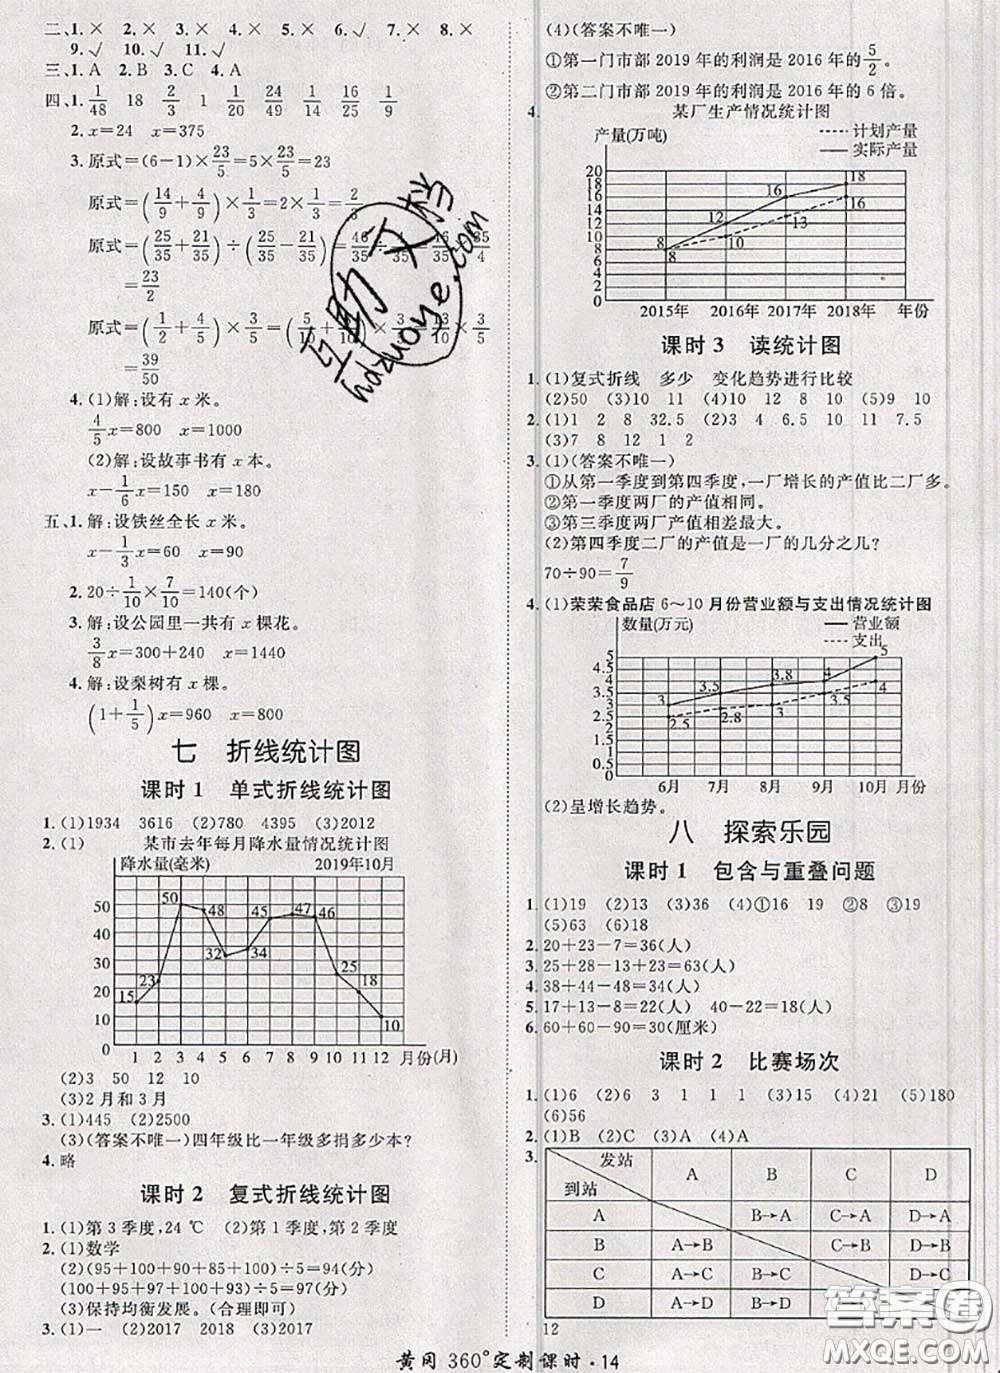 二、1.× 2.× 3.× 4.× 5.× 6.√ 7.× 8.×
9.√ 10.√ 11.√
三、1.A 2.B 3.C 4.A
四、1. 1/48 18 2/3 1 1/20 24/49 14/25 16/9
2. x=24 x=375
3. 原式=(6-1)×23/5=5×23/5=23
原式=(14/9+4/9)×1/3=2×1/3=2/3
原式=(25/35+21/35)÷(25/35-21/35)=
=23/2
原式=(1/2+4/5)×3/5=
=39/50
4.(1)解:设有 x 米。
4/5x=800 x=1000
(2)解:设故事书有 x 本。
x-1/6x=150 x=180
五、1.解:设铁丝全长 x 米。
x-1/3x=60 x=90
2. 20÷1/10×7/10=140(个)
3.解:设公园里一共有 x 棵花。
3/8x=300+240 x=1440
4.解:设梨树有 x 棵。
(1+1/5)x=960 x=800
七 折线统计图
课时1 单式折线统计图
1.(1)1934 3616 (2)780 4395 (3)2012
2.(1) 某市去年每月降水量情况统计图
降水量(毫米) 2019年10月
50
40
30
20
10
0
15 23 50 48 32 34 45 48 47 46 25 18 10
1 2 3 4 5 6 7 8 9 10 11 12 月份(月)
(2)3 50 12 10
(3)2月和3月
3.(1)445 (2)2500
(3)(答案不唯一)四年级比一年级多捐多少本?
4.略
课时2 复式折线统计图
1.(1)第3季度,24℃ (2)第1季度,第2季度
2.(1)数学
(2)(95+100+90+85+100)÷5=94(分)
(100+95+97+100+93)÷5=97(分)
(3)保持均衡发展。(合理即可)
3.(1)一 (2)2017 2018 (3)2017
(4)(答案不唯一)
①第一门市部2019年的利润是2016年的5/2。
②第二门市部2019年的利润是2016年的6倍。
4. 某厂生产情况统计图
产量(万吨) 计划产量
实际产量
20
18
16
14
12
10
8
6
4
2
0
8 12 16 18
8 10 13 16
2015年 2016年 2017年 2018年 年份
课时3 读统计图
1.(1)复式折线 多少 变化趋势进行比较
(2)50 (3)10 11 (4)10 12 8 10 (5)9 10
2.(1)1 2 8 32.5 (2)3 4 6.5 10 11 7.5
(3)7 8 12 1 2
3.(1)(答案不唯一)
①从第一季度到第四季度,一厂增长的产值比二厂多。
②第一季度两厂的产值相同。
③第三季度两厂产值相差最大。
(2)第四季度二厂的产值是一厂的几分之几?
70÷90=7/9
4.(1)荣荣食品店6~10月份营业额与支出情况统计图
数量(万元) 营业额
支出
5
4.5
4
3.5
3
2.5
2
1.5
1
0.5
0
3 3.5 3.8 4 5
2.5 2.8 3 3.5 4
6月 7月 8月 9月 10月 月份
(2)呈增长趋势。
八 探索乐园
课时1 包含与重叠问题
1.(1)19 (2)13 (3)36 (4)①16 19 ②8 ③19
(5)63 (6)18
2. 20+23-7=36(人)
3. 25+28-13+23=63(人)
4. 38+44-48=34(人)
5. 17+13-8=22(人) 40-22=18(人)
6. 60+60-90=30(厘米)
课时2 比赛场次
1.(1)6 (2)6 3 1 1 1 (3)15 (4)21 (5)180
(6)56
2.(1)B (2)C (3)A (4)A
3. 发站 到站 A B C D
A B→A C→A D→A
B A→B C→B D→B
C A→C B→C D→C
D A→D B→D
12
黄冈360°定制课时·14
互助文档
hdzuoye.com
答案圈
MXQE.COM